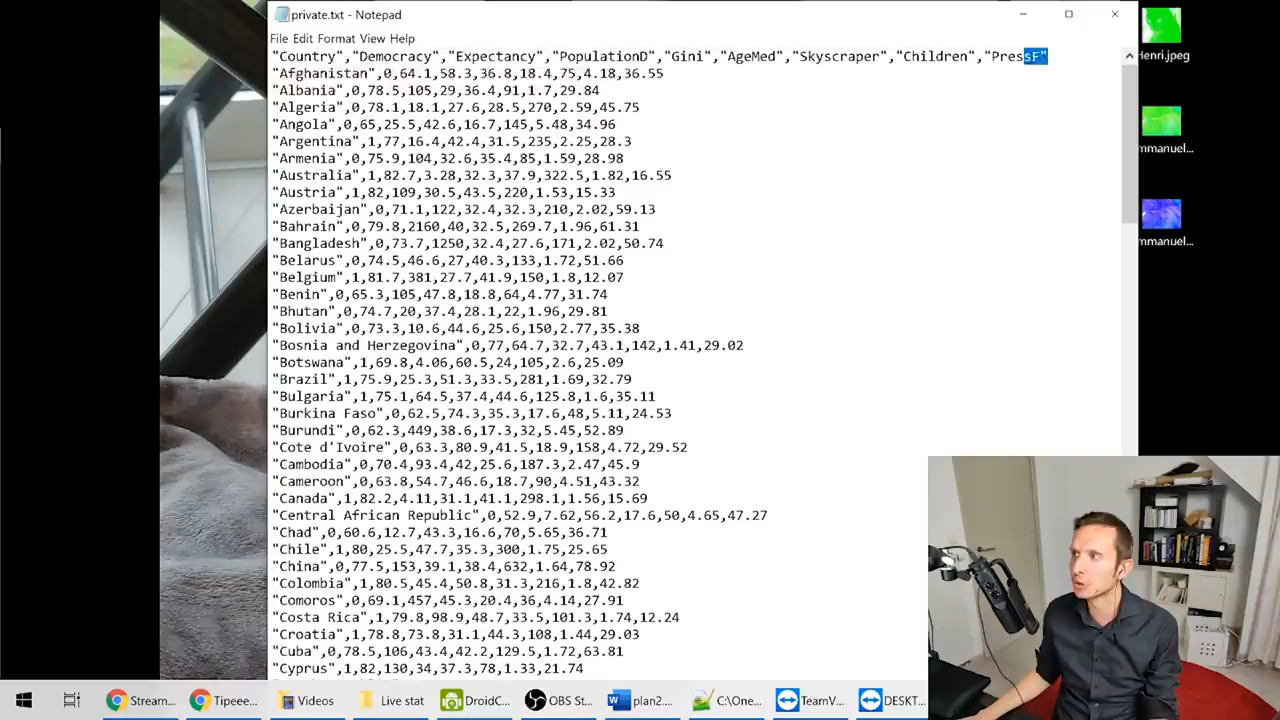 private.txt - Notepad
File Edit Format View Help
"Country","Democracy","Expectancy","PopulationD","Gini","AgeMed","Skyscraper","Children","PressF"
"Afghanistan",0,64.1,58.3,36.8,18.4,75,4.18,36.55
"Albania",0,78.5,105,29,36.4,91,1.7,29.84
"Algeria",0,78.1,18.1,27.6,28.5,270,2.59,45.75
"Angola",0,65,25.5,42.6,16.7,145,5.48,34.96
"Argentina",1,77,16.4,42.4,31.5,235,2.25,28.3
"Armenia",0,75.9,104,32.6,35.4,85,1.59,28.98
"Australia",1,82.7,3.28,32.3,37.9,322.5,1.82,16.55
"Austria",1,82,109,30.5,43.5,220,1.53,15.33
"Azerbaijan",0,71.1,122,32.4,32.3,210,2.02,59.13
"Bahrain",0,79.8,2160,40,32.5,269.7,1.96,61.31
"Bangladesh",0,73.7,1250,32.4,27.6,171,2.02,50.74
"Belarus",0,74.5,46.6,27,40.3,133,1.72,51.66
"Belgium",1,81.7,381,27.7,41.9,150,1.8,12.07
"Benin",0,65.3,105,47.8,18.8,64,4.77,31.74
"Bhutan",0,74.7,20,37.4,28.1,22,1.96,29.81
"Bolivia",0,73.3,10.6,44.6,25.6,150,2.77,35.38
"Bosnia and Herzegovina",0,77,64.7,32.7,43.1,142,1.41,29.02
"Botswana",1,69.8,4.06,60.5,24,105,2.6,25.09
"Brazil",1,75.9,25.3,51.3,33.5,281,1.69,32.79
"Bulgaria",1,75.1,64.5,37.4,44.6,125.8,1.6,35.11
"Burkina Faso",0,62.5,74.3,35.3,17.6,48,5.11,24.53
"Burundi",0,62.3,449,38.6,17.3,32,5.45,52.89
"Cote d'Ivoire",0,63.3,80.9,41.5,18.9,158,4.72,29.52
"Cambodia",0,70.4,93.4,42,25.6,187.3,2.47,45.9
"Cameroon",0,63.8,54.7,46.6,18.7,90,4.51,43.32
"Canada",1,82.2,4.11,31.1,41.1,298.1,1.56,15.69
"Central African Republic",0,52.9,7.62,56.2,17.6,50,4.65,47.27
"Chad",0,60.6,12.7,43.3,16.6,70,5.65,36.71
"Chile",1,80,25.5,47.7,35.3,300,1.75,25.65
"China",0,77.5,153,39.1,38.4,632,1.64,78.92
"Colombia",1,80.5,45.4,50.8,31.3,216,1.8,42.82
"Comoros",0,69.1,457,45.3,20.4,36,4.14,27.91
"Costa Rica",1,79.8,98.9,48.7,33.5,101.3,1.74,12.24
"Croatia",1,78.8,73.8,31.1,44.3,108,1.44,29.03
"Cuba",0,78.5,106,43.4,42.2,129.5,1.72,63.81
"Cyprus",1,82,130,34,37.3,78,1.33,21.74
Henri.jpeg
mmanuel...
mmanuel...
Stream...
Tipeee...
Videos
Live stat
DroidC...
OBS St...
plan2...
C:\One...
TeamV...
DESKT...